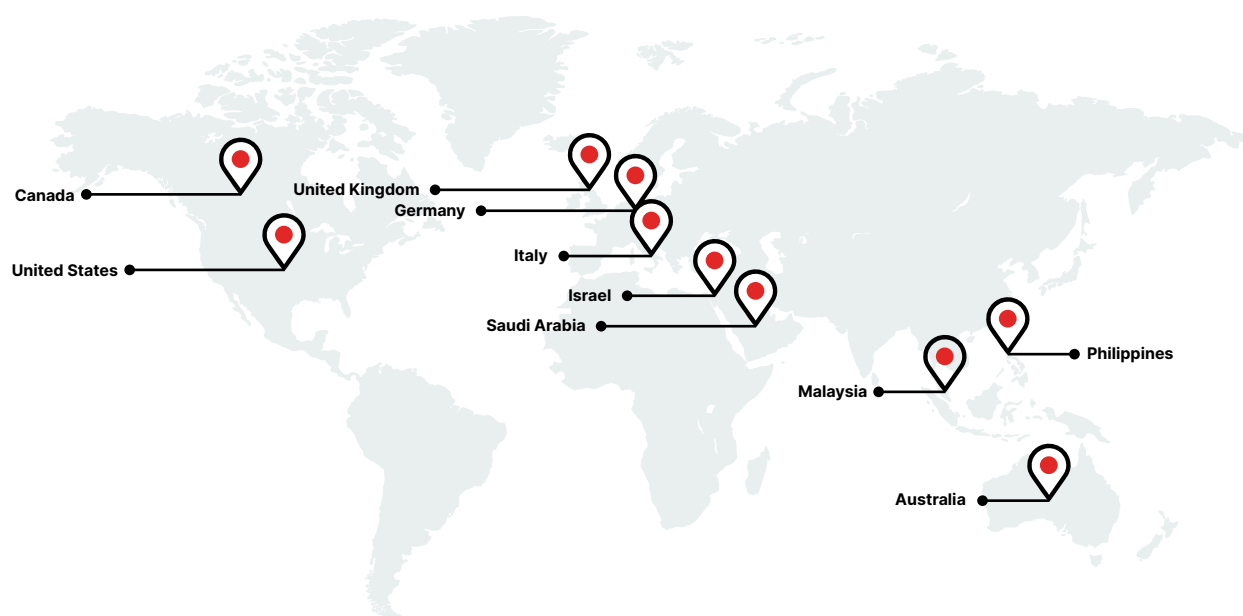 Canada
United Kingdom
Germany
Italy
United States
Israel
Saudi Arabia
Philippines
Malaysia
Australia